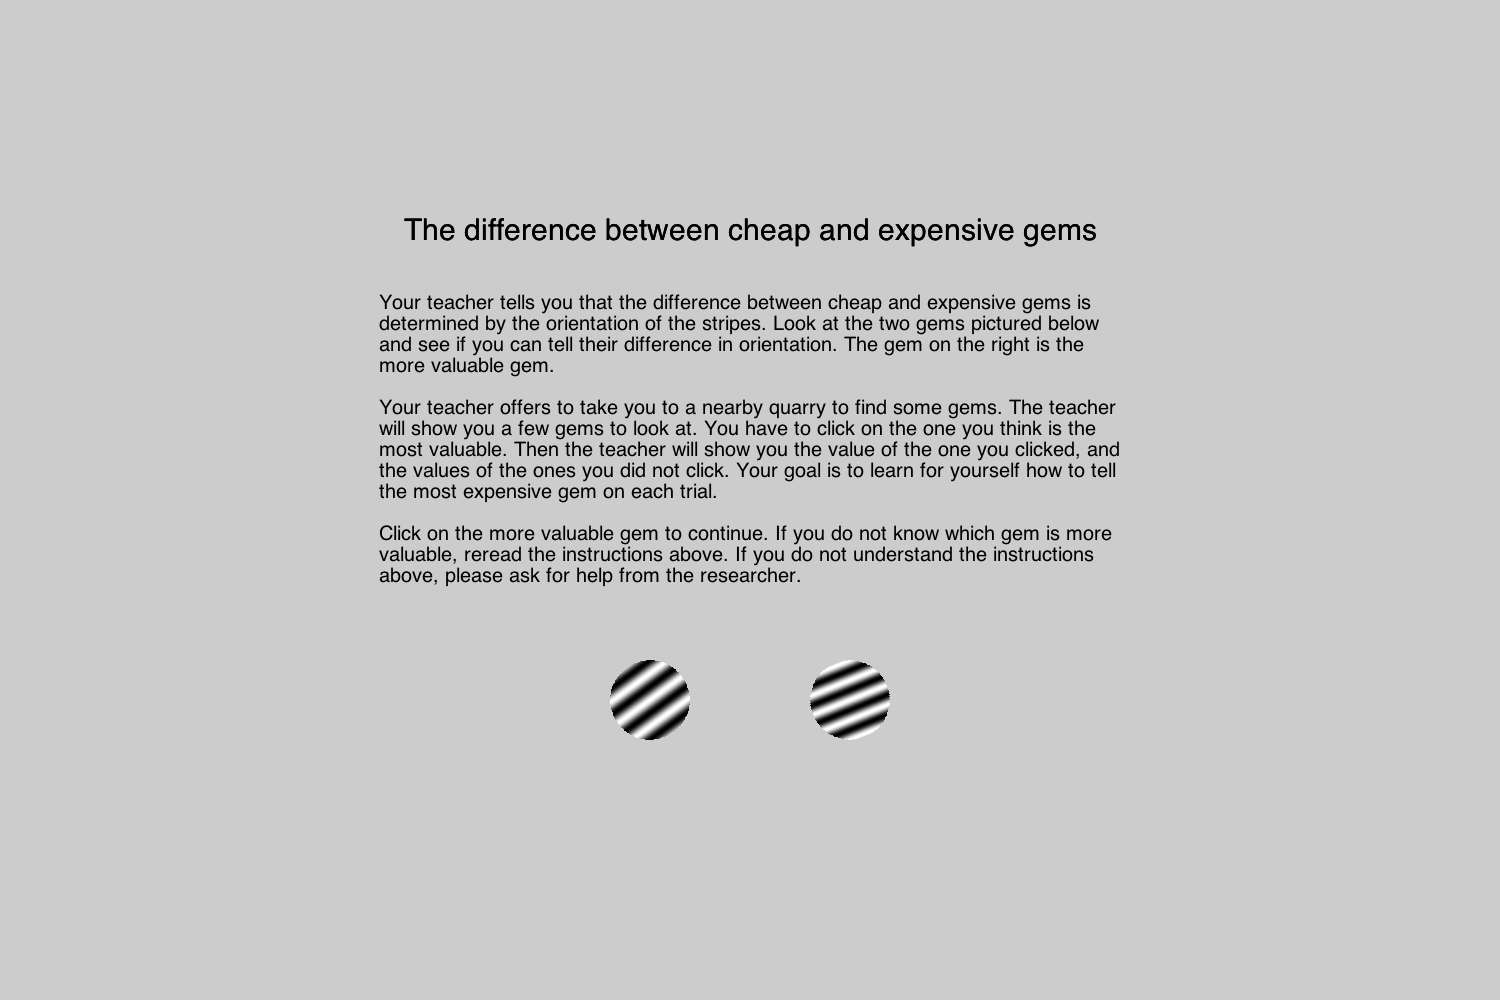 The difference between cheap and expensive gems
Your teacher tells you that the difference between cheap and expensive gems is
determined by the orientation of the stripes. Look at the two gems pictured below
and see if you can tell their difference in orientation. The gem on the right is the
more valuable gem.
Your teacher offers to take you to a nearby quarry to find some gems. The teacher
will show you a few gems to look at. You have to click on the one you think is the
most valuable. Then the teacher will show you the value of the one you clicked, and
the values of the ones you did not click. Your goal is to learn for yourself how to tell
the most expensive gem on each trial.
Click on the more valuable gem to continue. If you do not know which gem is more
valuable, reread the instructions above. If you do not understand the instructions
above, please ask for help from the researcher.